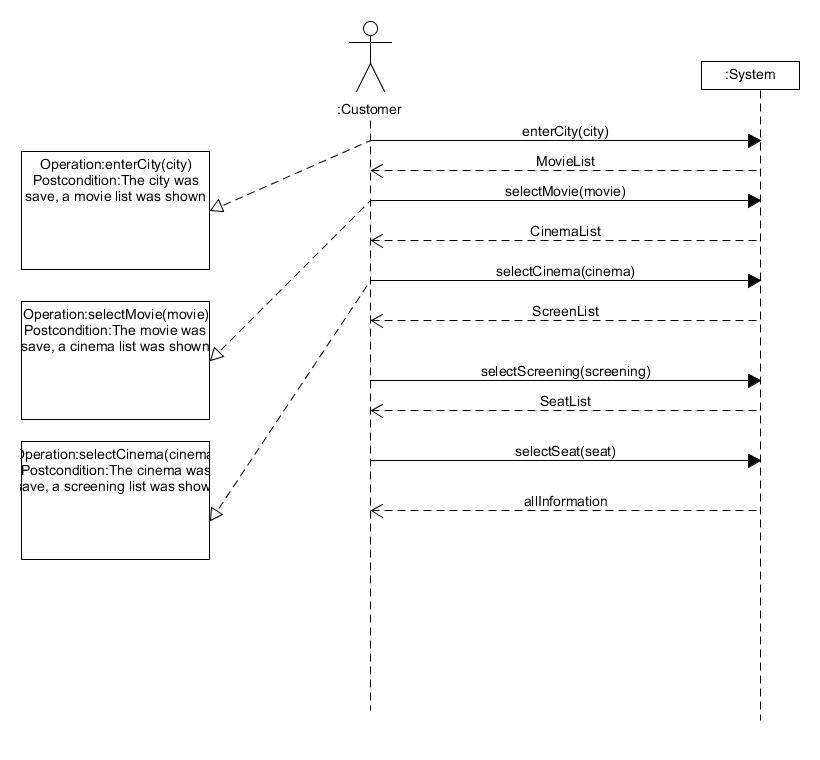 :System
:Customer
enterCity(city)
MovieList
selectMovie(movie)
CinemaList
selectCinema(cinema)
ScreenList
selectScreening(screening)
SeatList
selectSeat(seat)
allInformation
Operation:enterCity(city)
Postcondition:The city was
save, a movie list was shown
Operation:selectMovie(movie)
Postcondition:The movie was
save, a cinema list was shown
Operation:selectCinema(cinema
Postcondition:The cinema was
save, a screening list was show